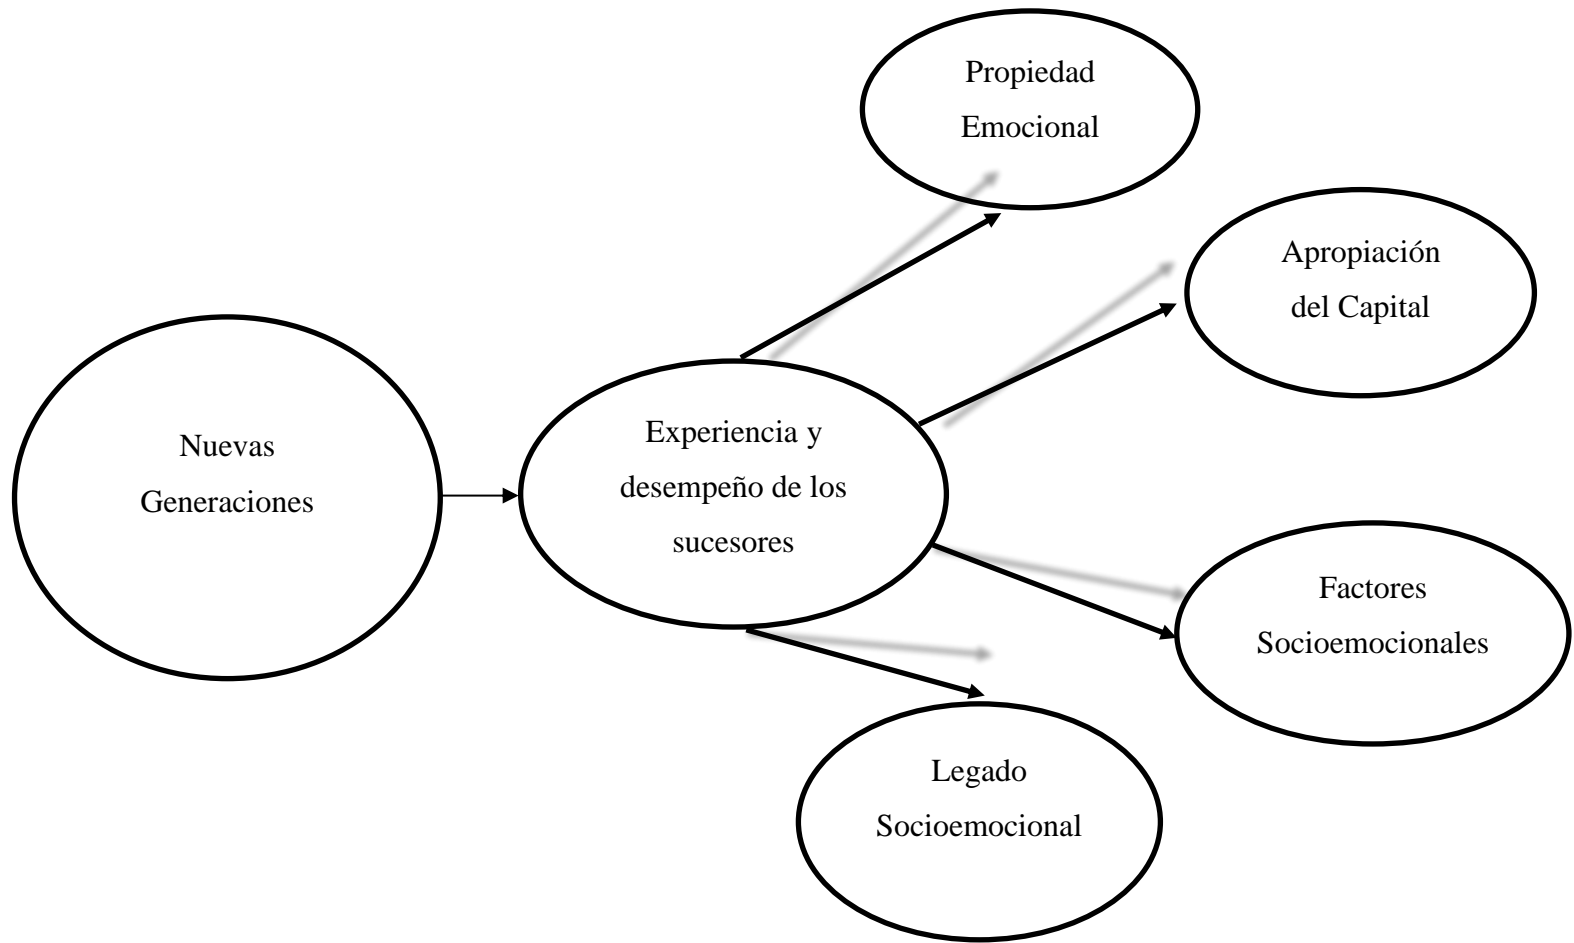 Propiedad
Emocional
Apropiación
del Capital
Nuevas
Generaciones
Experiencia y
desempeño de los
sucesores
Factores
Socioemocionales
Legado
Socioemocional